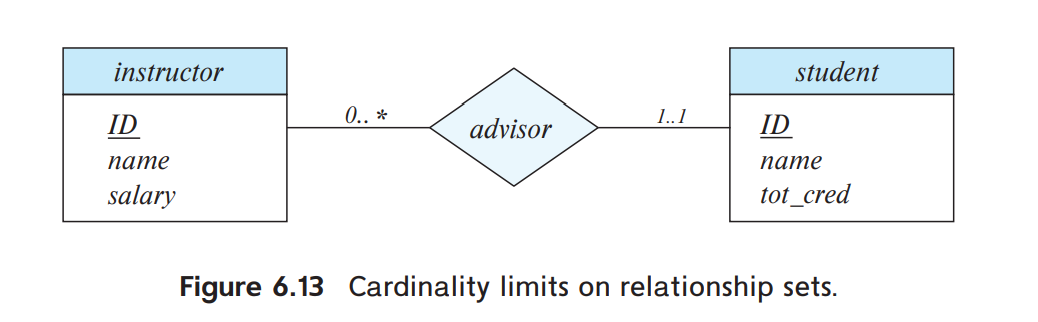 instructor
ID
name
salary
0..*
advisor
1..1
student
ID
name
tot_cred
Figure 6.13 Cardinality limits on relationship sets.